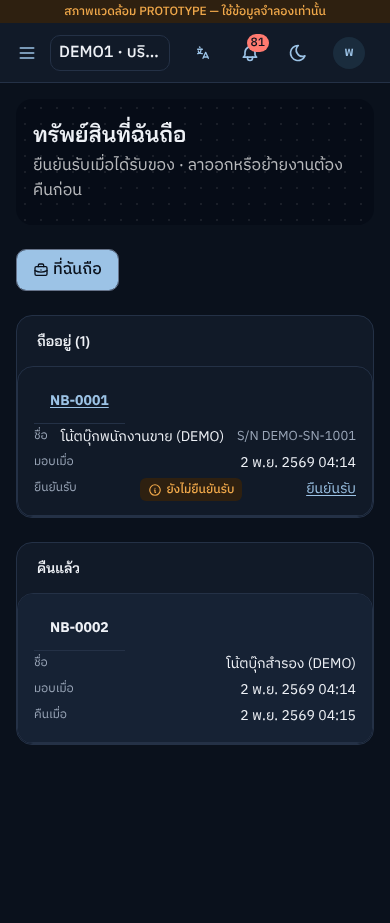 สภาพแวดล้อม PROTOTYPE — ใช้ข้อมูลจำลองเท่านั้น
DEMO1 · บริ...
81
W
ทรัพย์สินที่ฉันถือ
ยืนยันรับเมื่อได้รับของ · ลาออกหรือย้ายงานต้อง
คืนก่อน
ที่ฉันถือ
ถืออยู่ (1)
NB-0001
ชื่อ โน้ตบุ๊กพนักงานขาย (DEMO) S/N DEMO-SN-1001
มอบเมื่อ 2 พ.ย. 2569 04:14
ยืนยันรับ ยังไม่ยืนยันรับ ยืนยันรับ
คืนแล้ว
NB-0002
ชื่อ โน้ตบุ๊กสำรอง (DEMO)
มอบเมื่อ 2 พ.ย. 2569 04:14
คืนเมื่อ 2 พ.ย. 2569 04:15